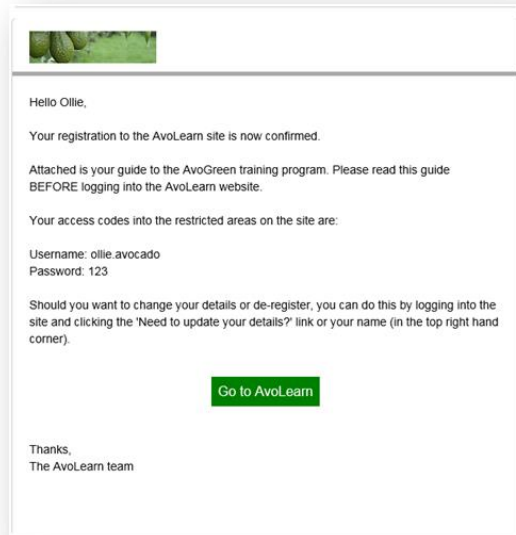 Hello Ollie,
Your registration to the AvoLearn site is now confirmed.
Attached is your guide to the AvoGreen training program. Please read this guide
BEFORE logging into the AvoLearn website.
Your access codes into the restricted areas on the site are:
Username: ollie.avocado
Password: 123
Should you want to change your details or de-register, you can do this by logging into the
site and clicking the 'Need to update your details?' link or your name (in the top right hand
corner).
Go to AvoLearn
Thanks,
The AvoLearn team